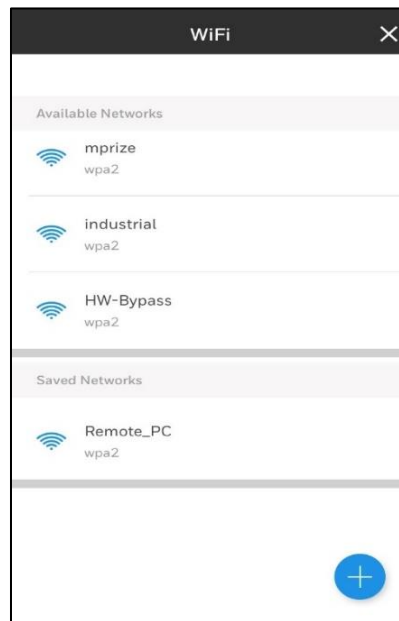 WiFi
Available Networks
mprize
wpa2
industrial
wpa2
HW-Bypass
wpa2
Saved Networks
Remote_PC
wpa2